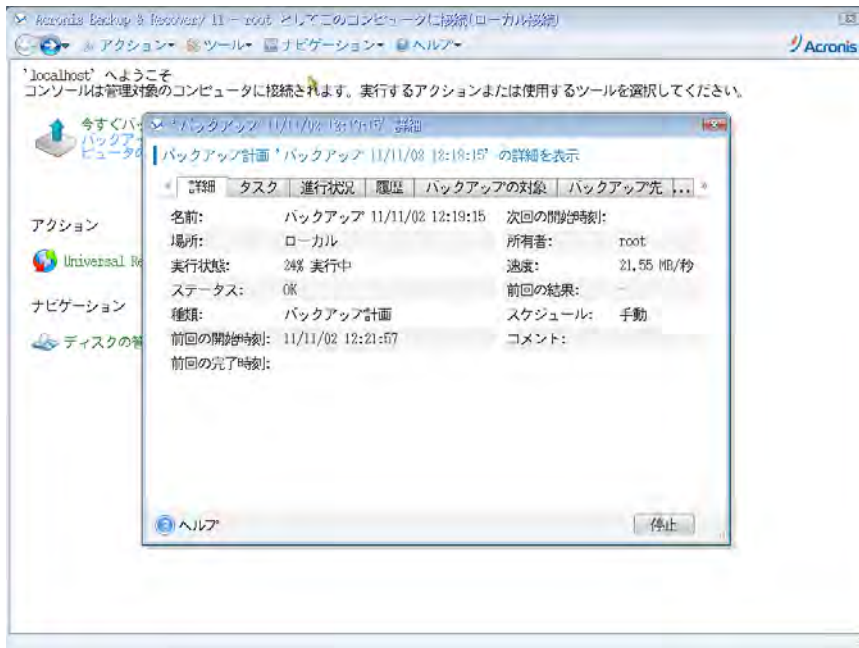 Acronis Backup & Recovery 11 - root としてこのコンピュータに接続(ローカル接続)
アクション ツール ナビゲーション ヘルプ
Acronis
'localhost' へようこそ
コンソールは管理対象のコンピュータに接続されます。実行するアクションまたは使用するツールを選択してください。
今すぐバ
バックア
ピュータの
アクション
Universal Re
ナビゲーション
ディスクの管
'バックアップ 11/11/02 12:19:15' 詳細
バックアップ計画 'バックアップ 11/11/02 12:19:15' の詳細を表示
詳細 タスク 進行状況 履歴 バックアップの対象 バックアップ先 ...
名前: バックアップ 11/11/02 12:19:15 次回の開始時刻:
場所: ローカル 所有者: root
実行状態: 24% 実行中 速度: 21.55 MB/秒
ステータス: OK 前回の結果: -
種類: バックアップ計画 スケジュール: 手動
前回の開始時刻: 11/11/02 12:21:57 コメント:
前回の完了時刻:
ヘルプ
停止